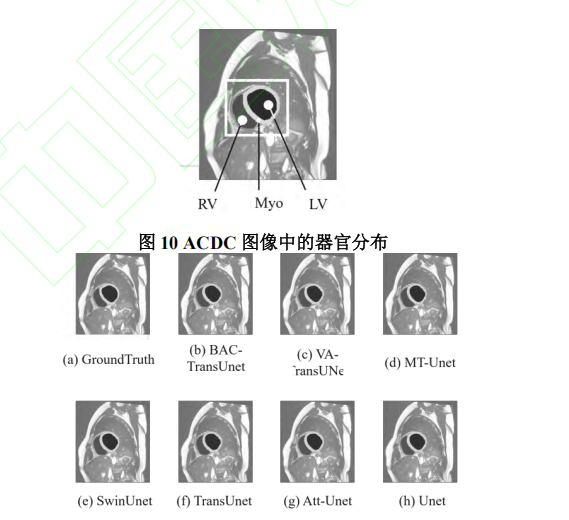 RV Myo LV
图 10 ACDC 图像中的器官分布
(a) GroundTruth
(b) BAC-
TransUnet
(c) VA-
TransUNe
(d) MT-Unet
(e) SwinUnet
(f) TransUnet
(g) Att-Unet
(h) Unet